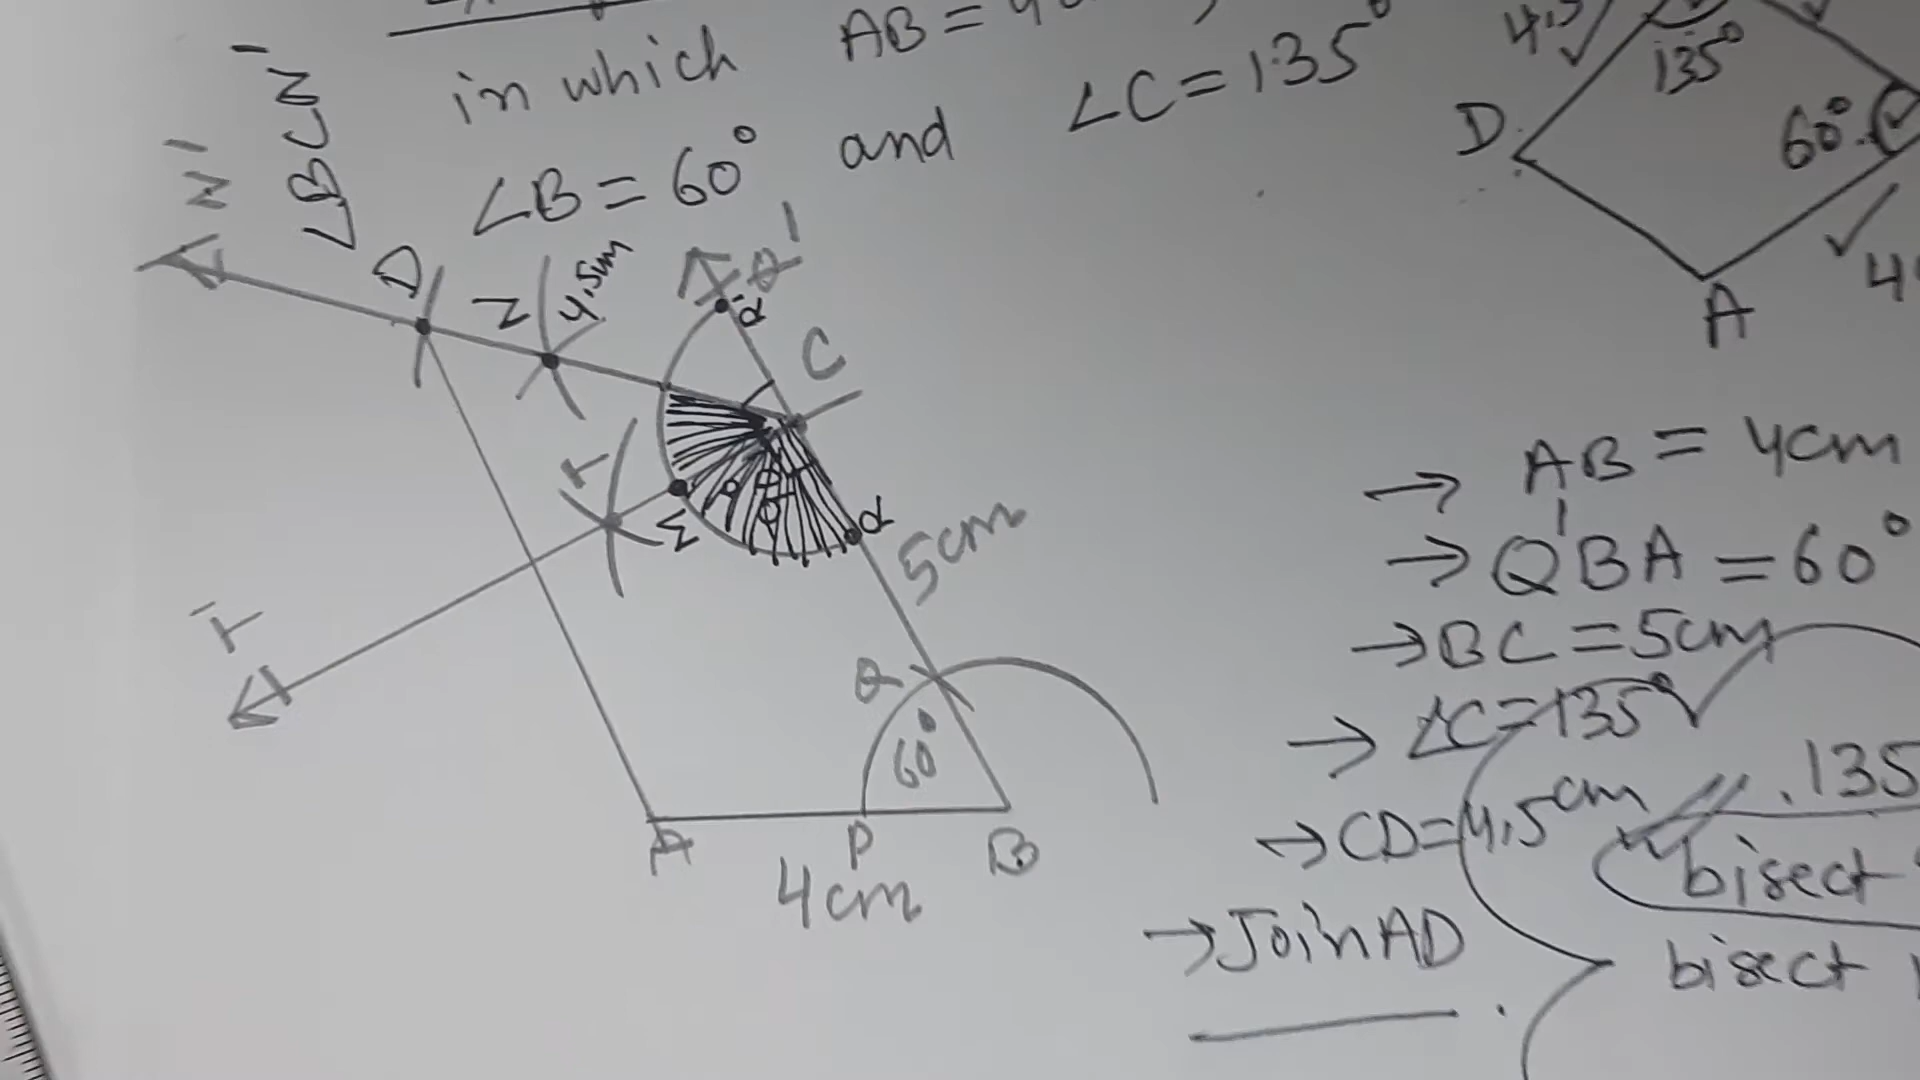 in which AB = 4
∠B = 60° and ∠C = 135°
4.5
135°
D
60°
A
N'
∠BCN'
D
N
4.5cm
Q'
C
T
M
5cm
T'
Q
60°
A
P
B
4cm
→ AB = 4cm
→ Q'BA = 60°
→ BC = 5cm
→ ∠C = 135°
→ CD = 4.5cm
→ Join AD
.135
bisect
bisect